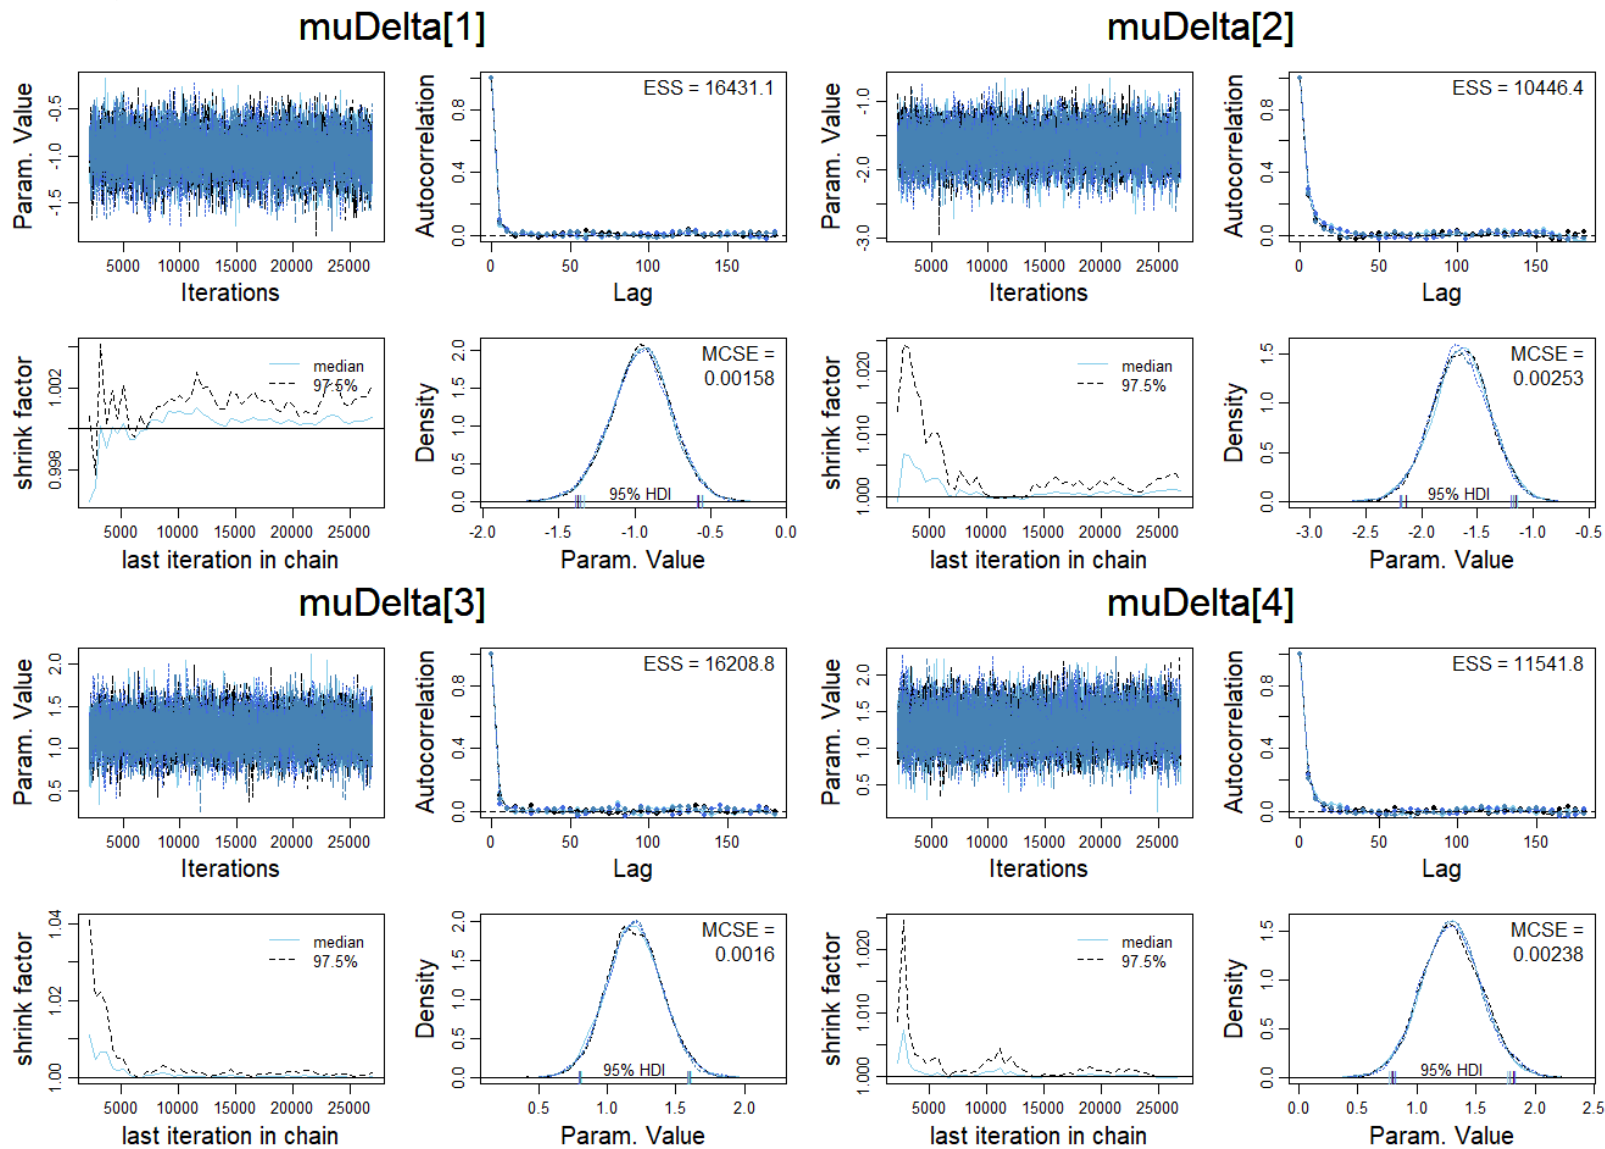 muDelta[1]
Param. Value
-0.5
-1.0
-1.5
5000 10000 15000 20000 25000
Iterations
Autocorrelation
0.8
0.4
0.0
ESS = 16431.1
0 50 100 150
Lag
shrink factor
1.002
0.998
median
97.5%
5000 10000 15000 20000 25000
last iteration in chain
Density
2.0
1.5
1.0
0.5
0.0
MCSE =
0.00158
95% HDI
-2.0 -1.5 -1.0 -0.5 0.0
Param. Value
muDelta[2]
Param. Value
-1.0
-2.0
-3.0
5000 10000 15000 20000 25000
Iterations
Autocorrelation
0.8
0.4
0.0
ESS = 10446.4
0 50 100 150
Lag
shrink factor
1.020
1.010
1.000
median
97.5%
5000 10000 15000 20000 25000
last iteration in chain
Density
1.5
1.0
0.5
0.0
MCSE =
0.00253
95% HDI
-3.0 -2.5 -2.0 -1.5 -1.0 -0.5
Param. Value
muDelta[3]
Param. Value
2.0
1.5
1.0
0.5
5000 10000 15000 20000 25000
Iterations
Autocorrelation
0.8
0.4
0.0
ESS = 16208.8
0 50 100 150
Lag
shrink factor
1.04
1.02
1.00
median
97.5%
5000 10000 15000 20000 25000
last iteration in chain
Density
2.0
1.5
1.0
0.5
0.0
MCSE =
0.0016
95% HDI
0.5 1.0 1.5 2.0
Param. Value
muDelta[4]
Param. Value
2.0
1.5
1.0
0.5
5000 10000 15000 20000 25000
Iterations
Autocorrelation
0.8
0.4
0.0
ESS = 11541.8
0 50 100 150
Lag
shrink factor
1.020
1.010
1.000
median
97.5%
5000 10000 15000 20000 25000
last iteration in chain
Density
1.5
1.0
0.5
0.0
MCSE =
0.00238
95% HDI
0.0 0.5 1.0 1.5 2.0 2.5
Param. Value